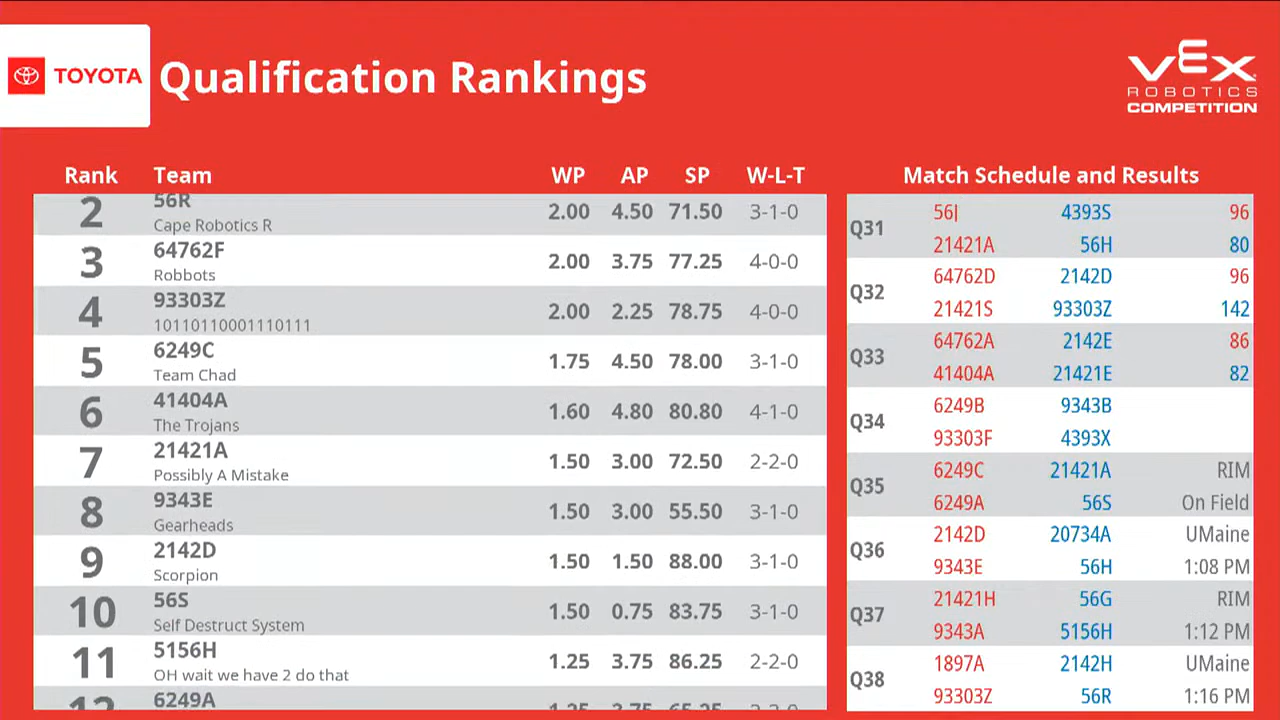 TOYOTA Qualification Rankings
VEX
ROBOTICS
COMPETITION
Rank Team WP AP SP W-L-T
2 56R 2.00 4.50 71.50 3-1-0
Cape Robotics R
3 64762F 2.00 3.75 77.25 4-0-0
Robbots
4 93303Z 2.00 2.25 78.75 4-0-0
10110110001110111
5 6249C 1.75 4.50 78.00 3-1-0
Team Chad
6 41404A 1.60 4.80 80.80 4-1-0
The Trojans
7 21421A 1.50 3.00 72.50 2-2-0
Possibly A Mistake
8 9343E 1.50 3.00 55.50 3-1-0
Gearheads
9 2142D 1.50 1.50 88.00 3-1-0
Scorpion
10 56S 1.50 0.75 83.75 3-1-0
Self Destruct System
11 5156H 1.25 3.75 86.25 2-2-0
OH wait we have 2 do that
12 6249A
Match Schedule and Results
Q31 56J 4393S 96
21421A 56H 80
Q32 64762D 2142D 96
21421S 93303Z 142
Q33 64762A 2142E 86
41404A 21421E 82
Q34 6249B 9343B
93303F 4393X
Q35 6249C 21421A RIM
6249A 56S On Field
Q36 2142D 20734A UMaine
9343E 56H 1:08 PM
Q37 21421H 56G RIM
9343A 5156H 1:12 PM
Q38 1897A 2142H UMaine
93303Z 56R 1:16 PM